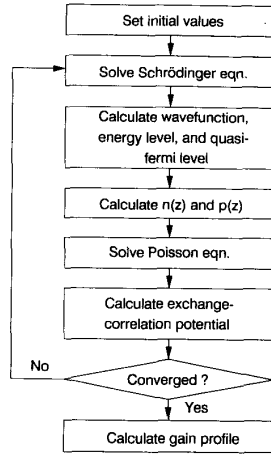 Set initial values
Solve Schrödinger eqn.
Calculate wavefunction,
energy level, and quasi-
fermi level
Calculate n(z) and p(z)
Solve Poisson eqn.
Calculate exchange-
correlation potential
No
Converged ?
Yes
Calculate gain profile